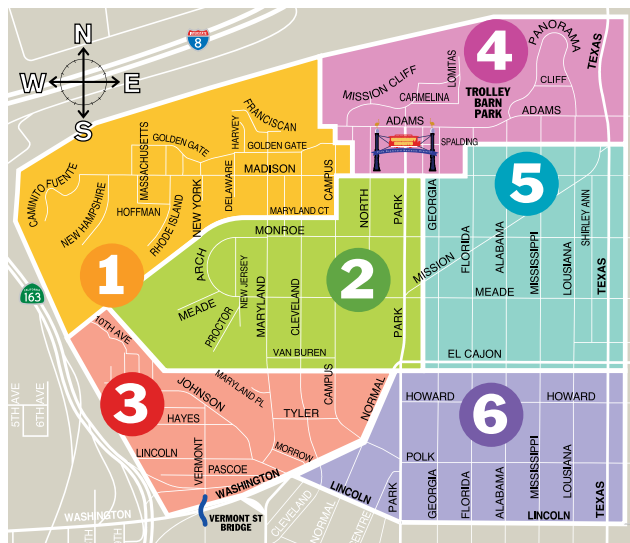 INTERSTATE
8
N
W
E
S
4
PANORAMA
TEXAS
MISSION CLIFF
LOMITAS
CLIFF
CARMELINA
TROLLEY
BARN
PARK
ADAMS
ADAMS
SPALDING
FRANCISCAN
HARVEY
MASSACHUSETTS
GOLDEN GATE
GOLDEN GATE
MADISON
CAMPUS
DELAWARE
CAMINITO FUENTE
NEW HAMPSHIRE
HOFFMAN
RHODE ISLAND
NEW YORK
MARYLAND CT
1
5
NORTH
PARK
GEORGIA
MONROE
ARCH
2
MISSION
FLORIDA
ALABAMA
MISSISSIPPI
LOUISIANA
SHIRLEY ANN
TEXAS
MEADE
PROCTOR
NEW JERSEY
MARYLAND
CLEVELAND
MEADE
PARK
VAN BUREN
EL CAJON
CALIFORNIA
163
10TH AVE
3
JOHNSON
MARYLAND PL
CAMPUS
NORMAL
TYLER
HAYES
LINCOLN
VERMONT
PASCOE
MORROW
WASHINGTON
5TH AVE
6TH AVE
6
HOWARD
HOWARD
POLK
LINCOLN
PARK
GEORGIA
FLORIDA
ALABAMA
MISSISSIPPI
LOUISIANA
TEXAS
LINCOLN
WASHINGTON
VERMONT ST
BRIDGE
CLEVELAND
NORMAL